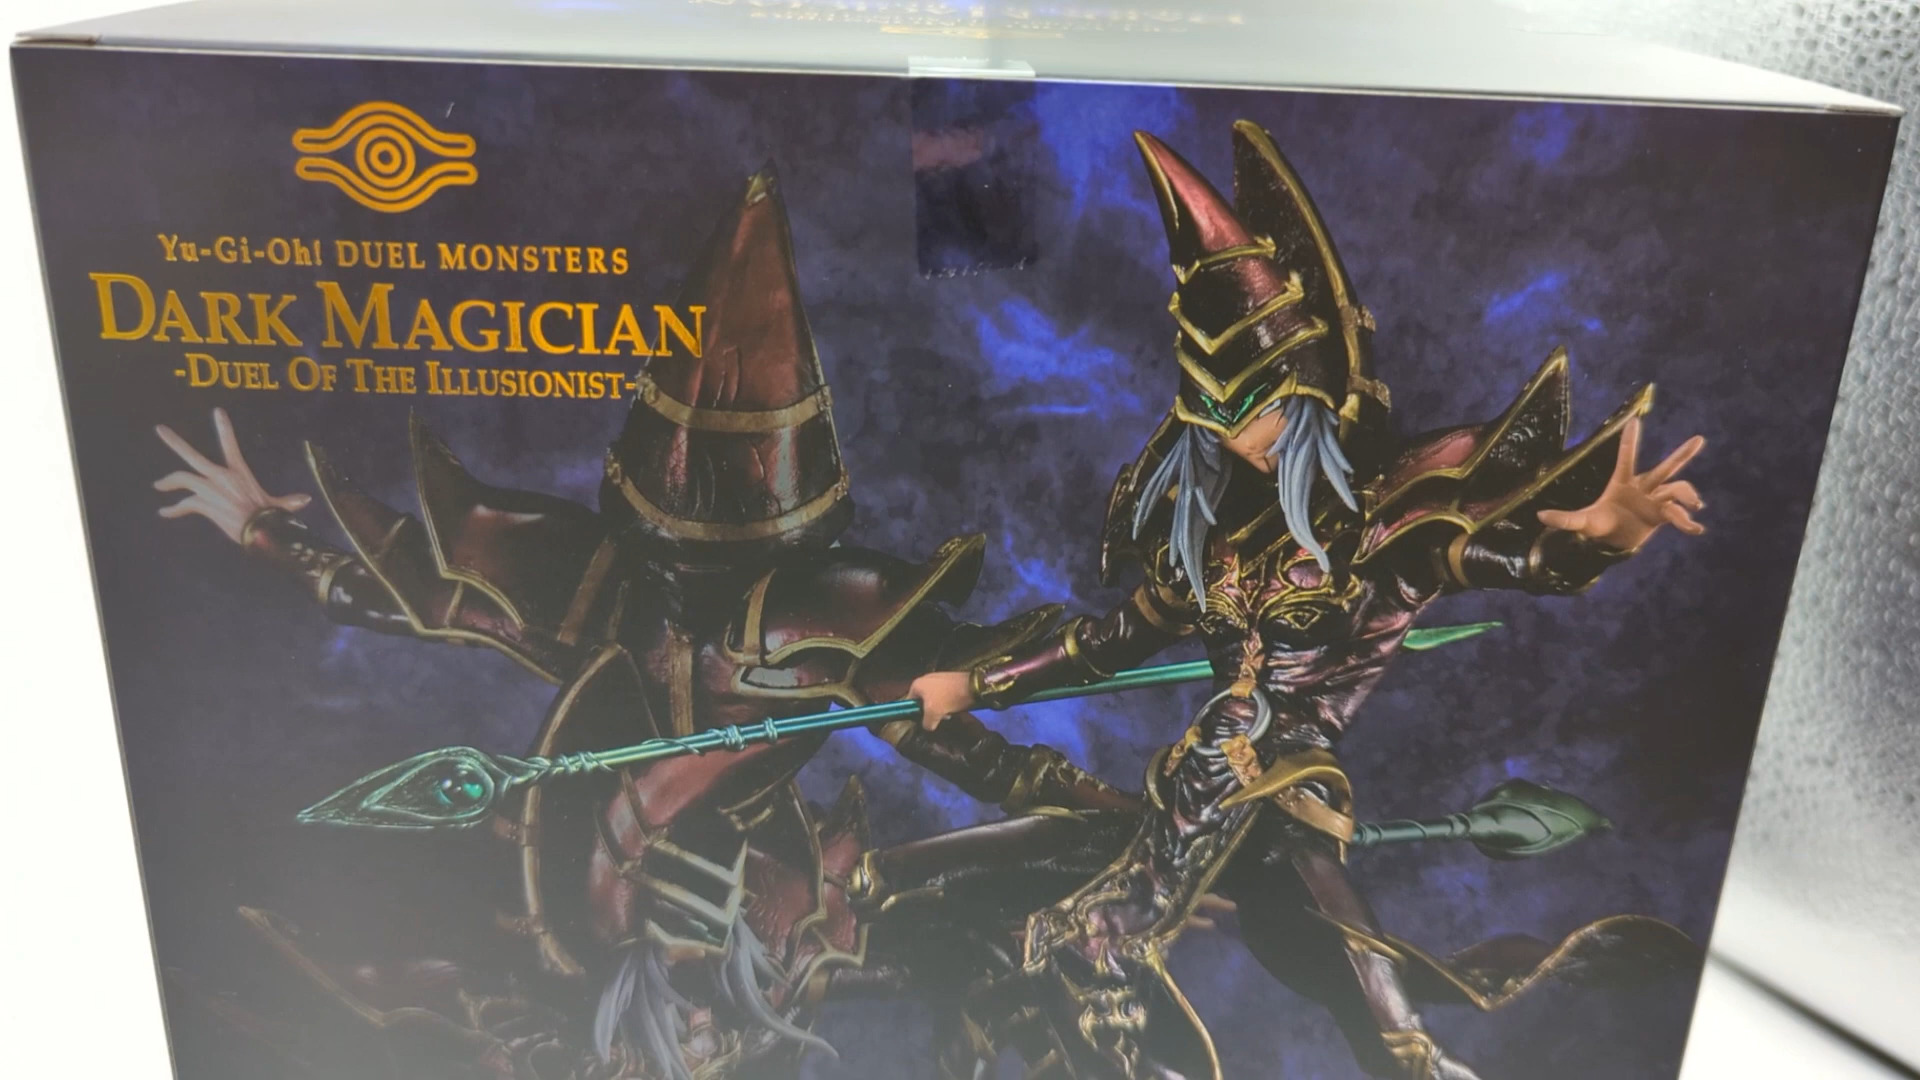 Yu-Gi-Oh! DUEL MONSTERS
DARK MAGICIAN
-DUEL OF THE ILLUSIONIST-